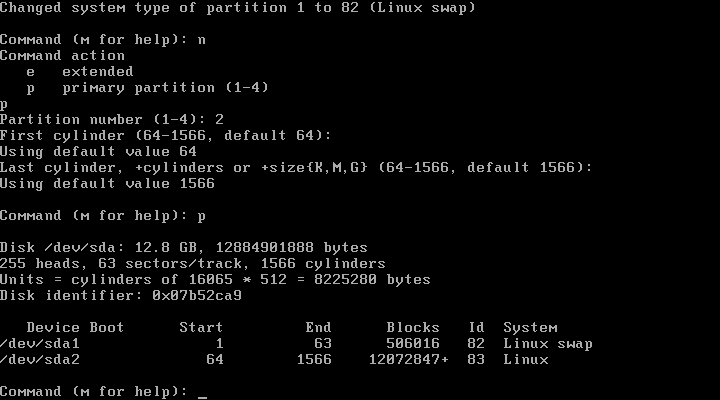 Changed system type of partition 1 to 82 (Linux swap)
Command (m for help): n
Command action
   e   extended
   p   primary partition (1-4)
p
Partition number (1-4): 2
First cylinder (64-1566, default 64):
Using default value 64
Last cylinder, +cylinders or +size{K,M,G} (64-1566, default 1566):
Using default value 1566
Command (m for help): p
Disk /dev/sda: 12.8 GB, 12884901888 bytes
255 heads, 63 sectors/track, 1566 cylinders
Units = cylinders of 16065 * 512 = 8225280 bytes
Disk identifier: 0x07b52ca9
   Device Boot      Start         End      Blocks   Id  System
/dev/sda1               1          63      506016   82  Linux swap
/dev/sda2              64        1566    12072847+  83  Linux
Command (m for help): _